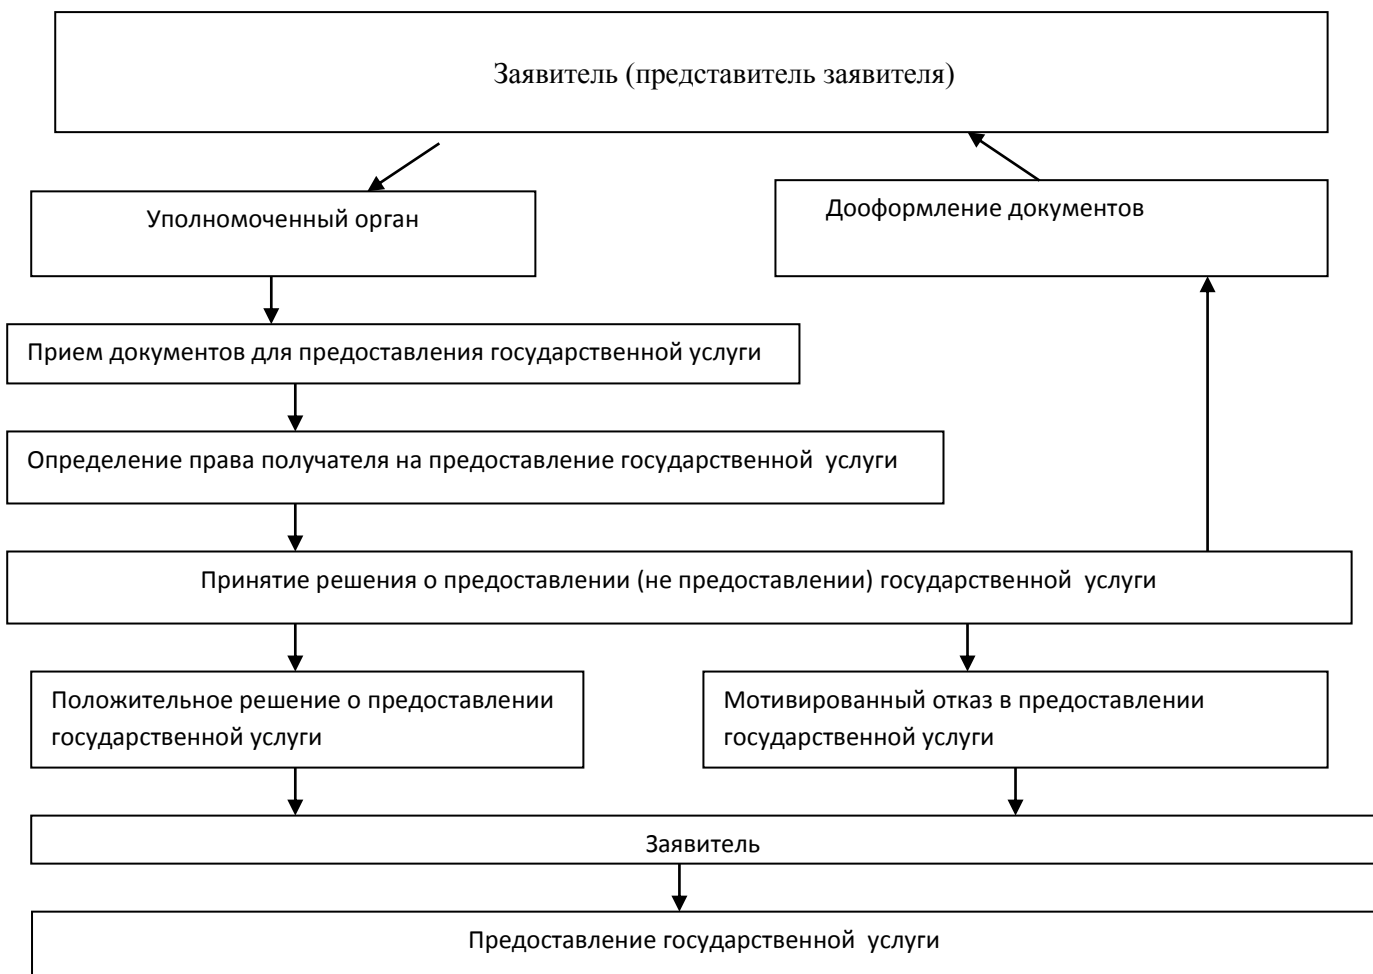 Заявитель (представитель заявителя)
Уполномоченный орган
Дооформление документов
Прием документов для предоставления государственной услуги
Определение права получателя на предоставление государственной  услуги
Принятие решения о предоставлении (не предоставлении) государственной  услуги
Положительное решение о предоставлении
государственной услуги
Мотивированный отказ в предоставлении
государственной услуги
Заявитель
Предоставление государственной  услуги